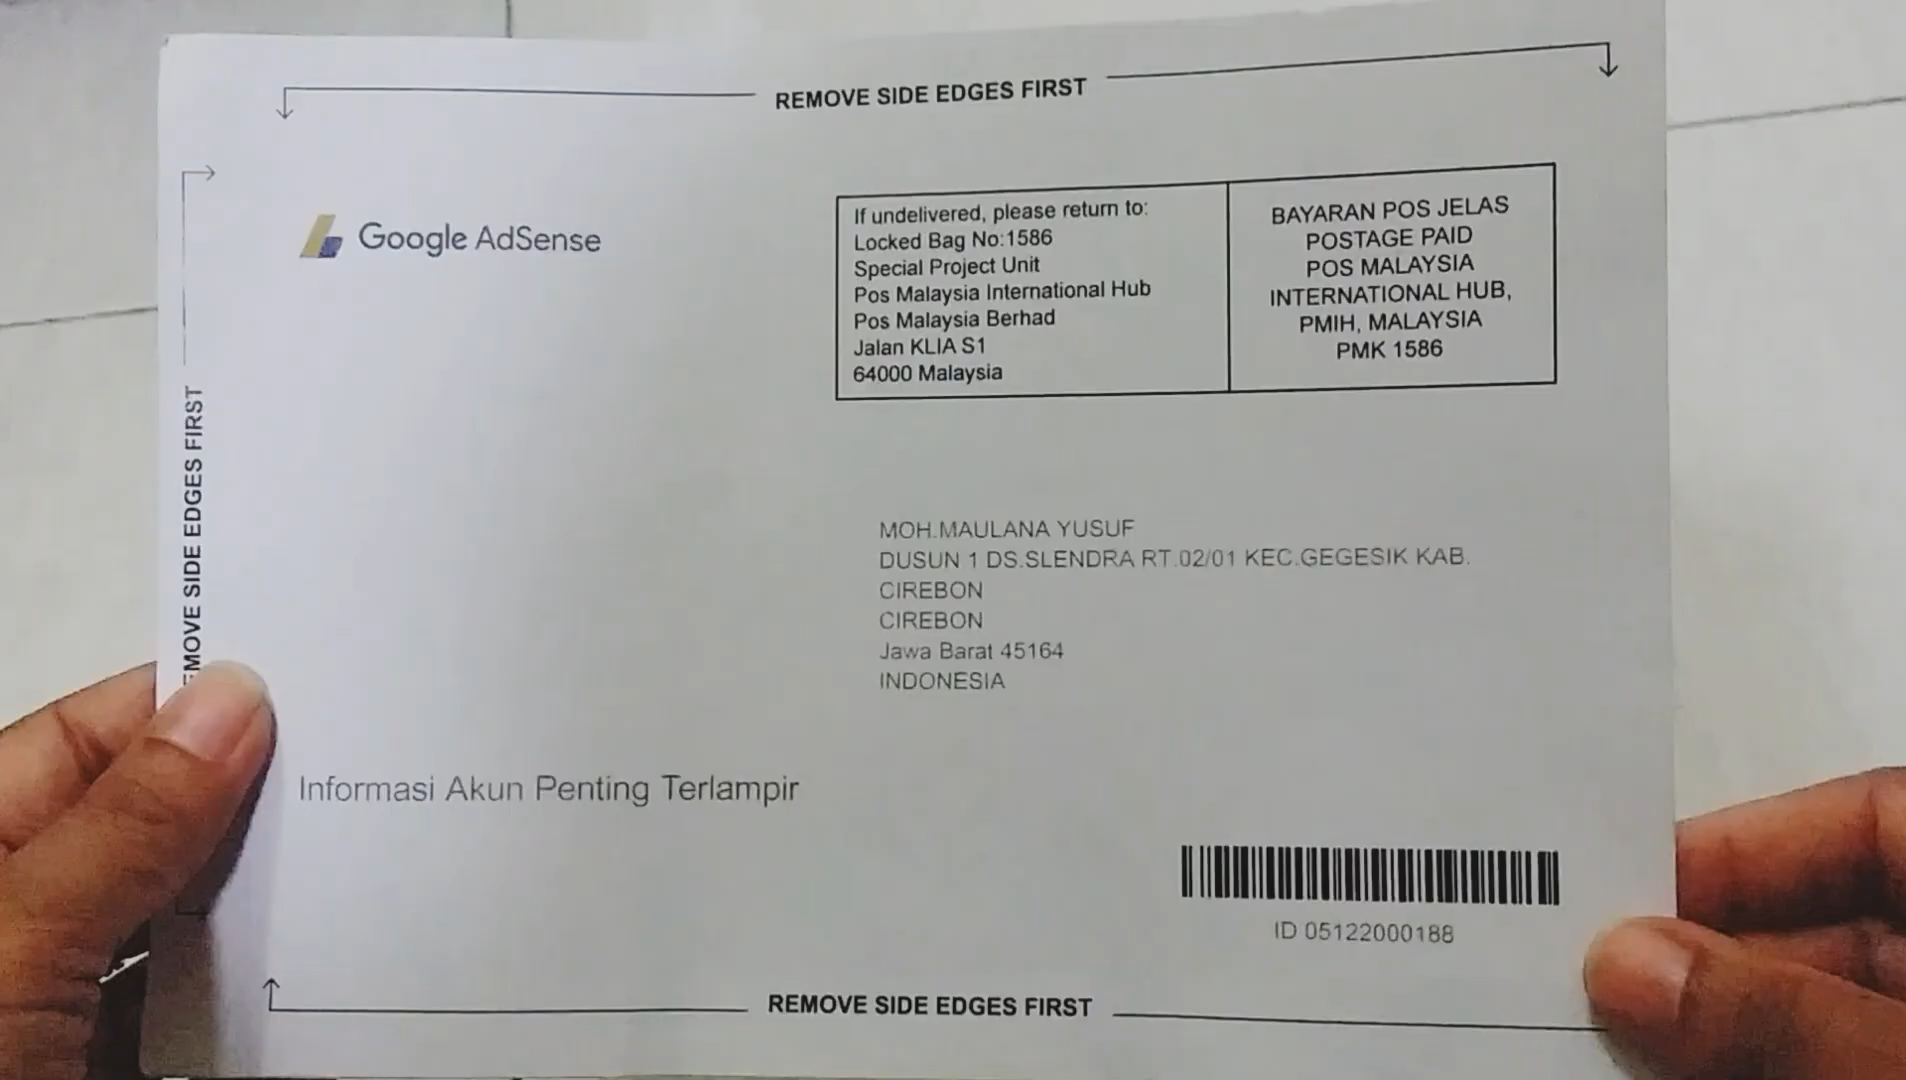 REMOVE SIDE EDGES FIRST
Google AdSense
If undelivered, please return to:
Locked Bag No:1586
Special Project Unit
Pos Malaysia International Hub
Pos Malaysia Berhad
Jalan KLIA S1
64000 Malaysia
BAYARAN POS JELAS
POSTAGE PAID
POS MALAYSIA
INTERNATIONAL HUB,
PMIH, MALAYSIA
PMK 1586
REMOVE SIDE EDGES FIRST
MOH.MAULANA YUSUF
DUSUN 1 DS.SLENDRA RT.02/01 KEC.GEGESIK KAB.
CIREBON
CIREBON
Jawa Barat 45164
INDONESIA
Informasi Akun Penting Terlampir
ID 05122000188
REMOVE SIDE EDGES FIRST